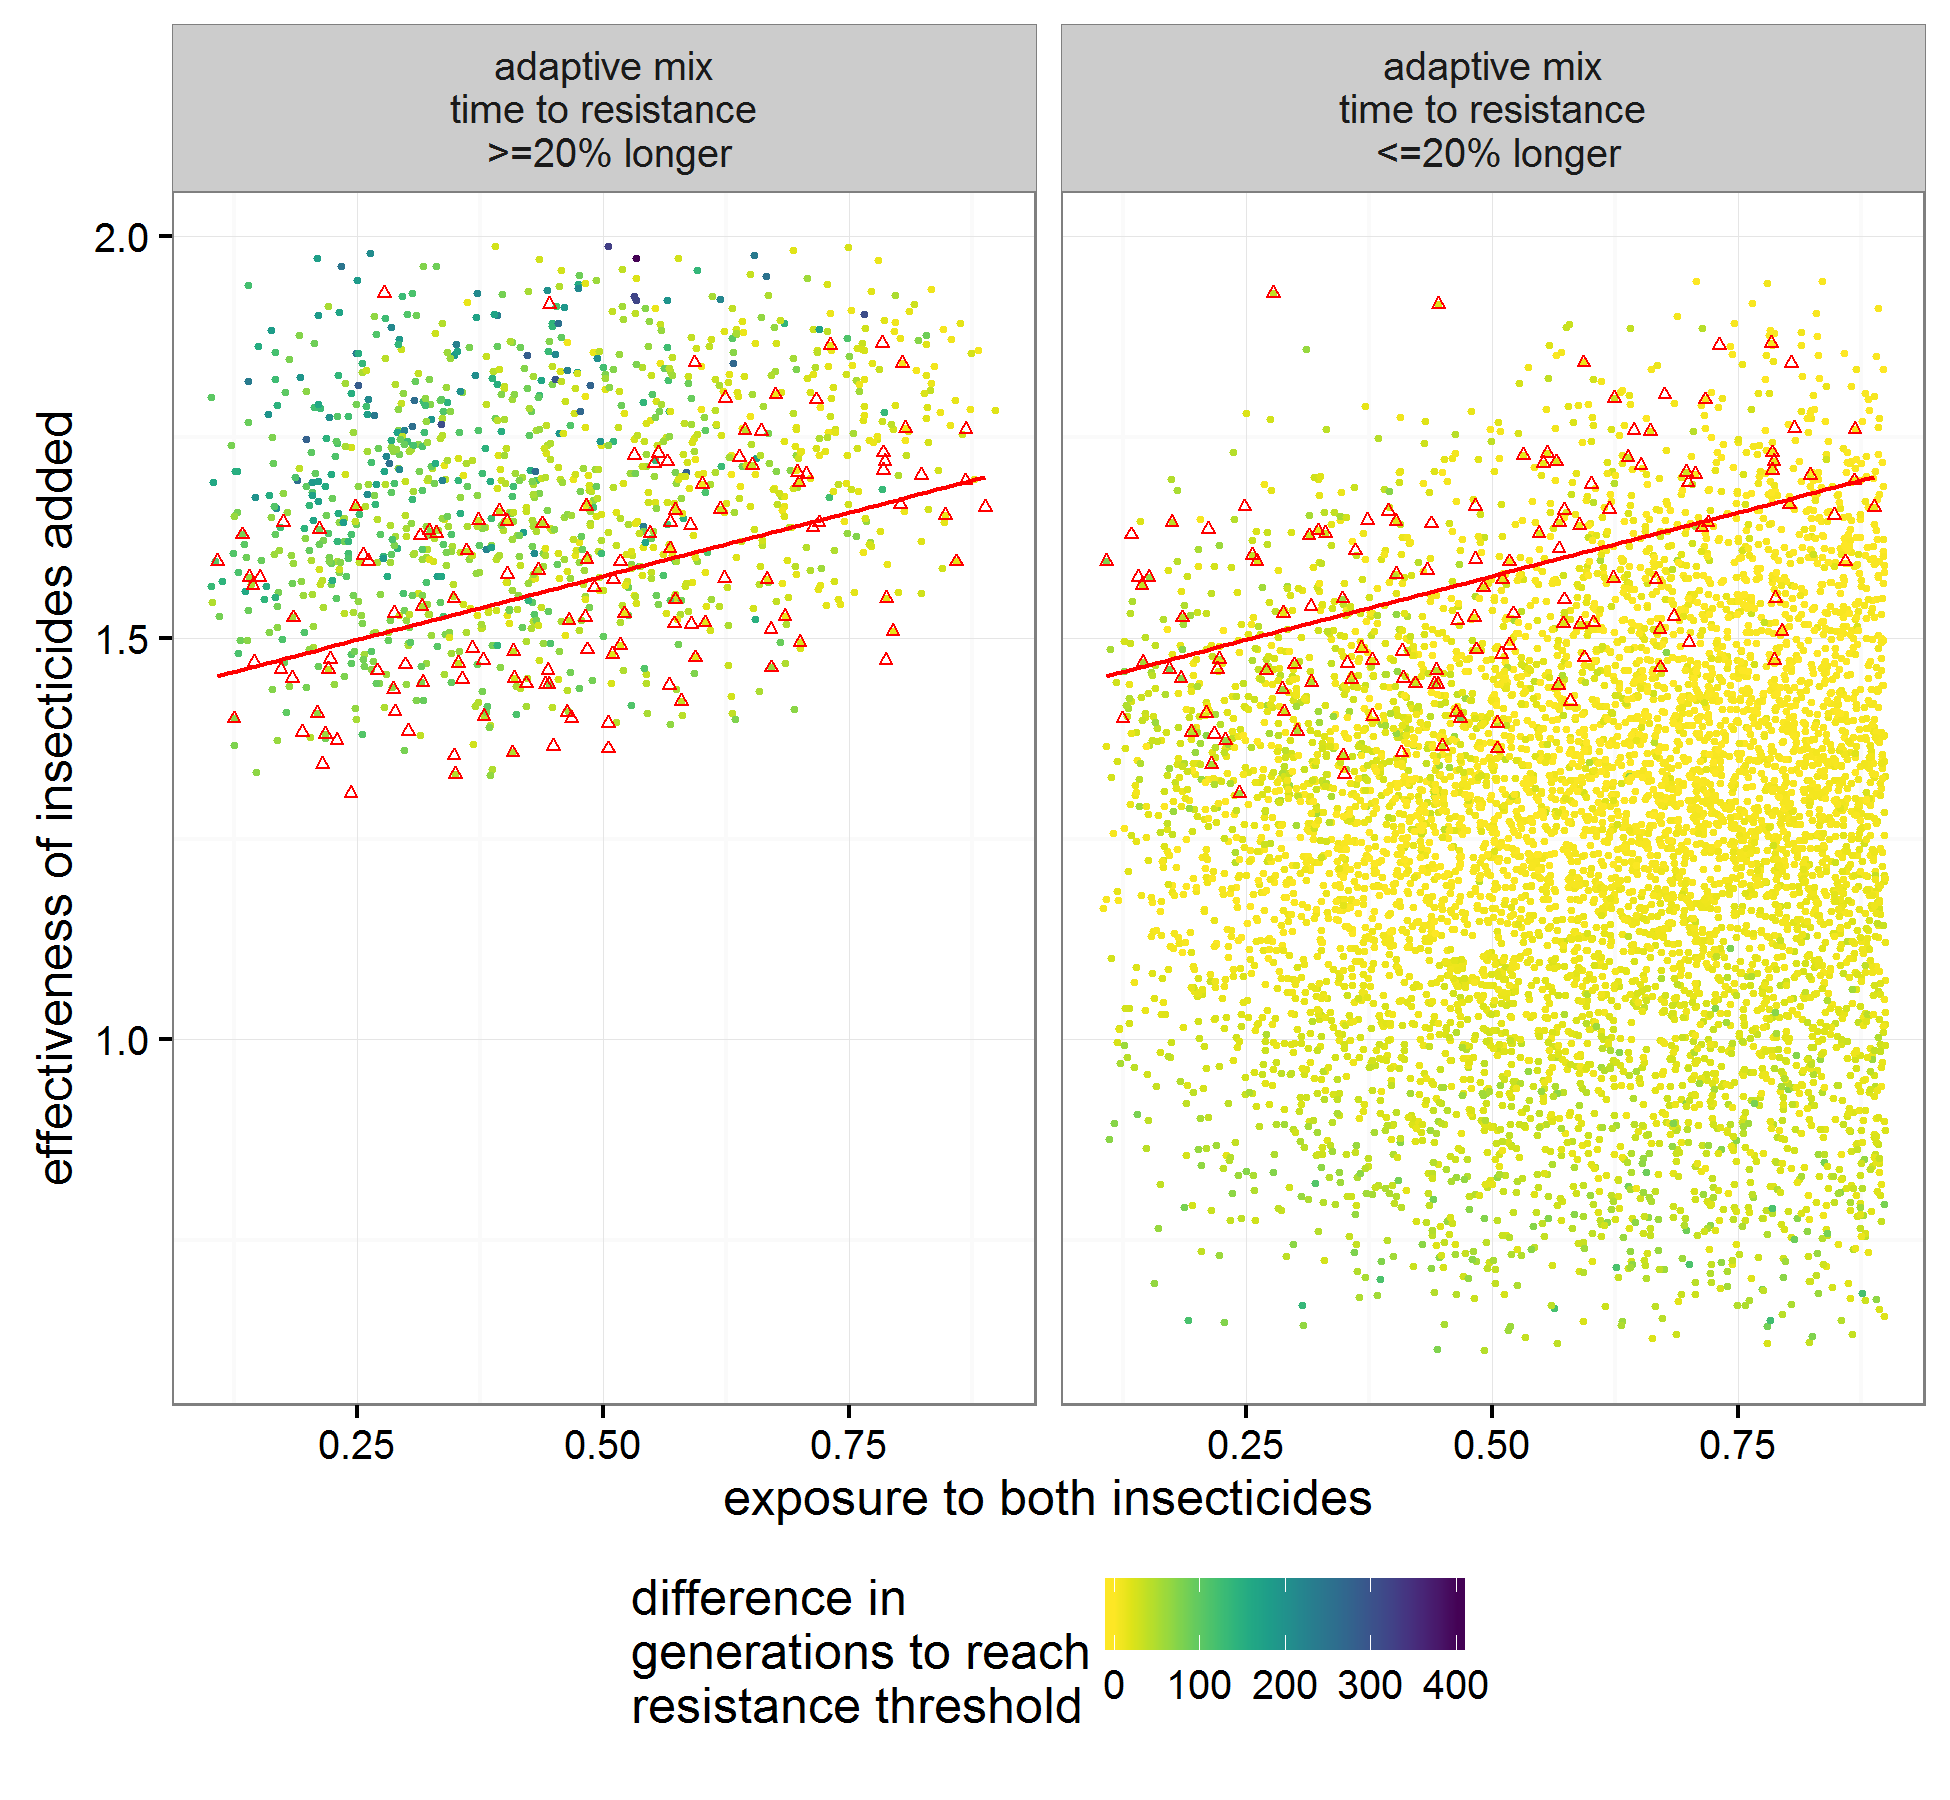 adaptive mix
time to resistance
>=20% longer
adaptive mix
time to resistance
<=20% longer
effectiveness of insecticides added
2.0
1.5
1.0
0.25 0.50 0.75
0.25 0.50 0.75
exposure to both insecticides
difference in
generations to reach
resistance threshold
0 100 200 300 400